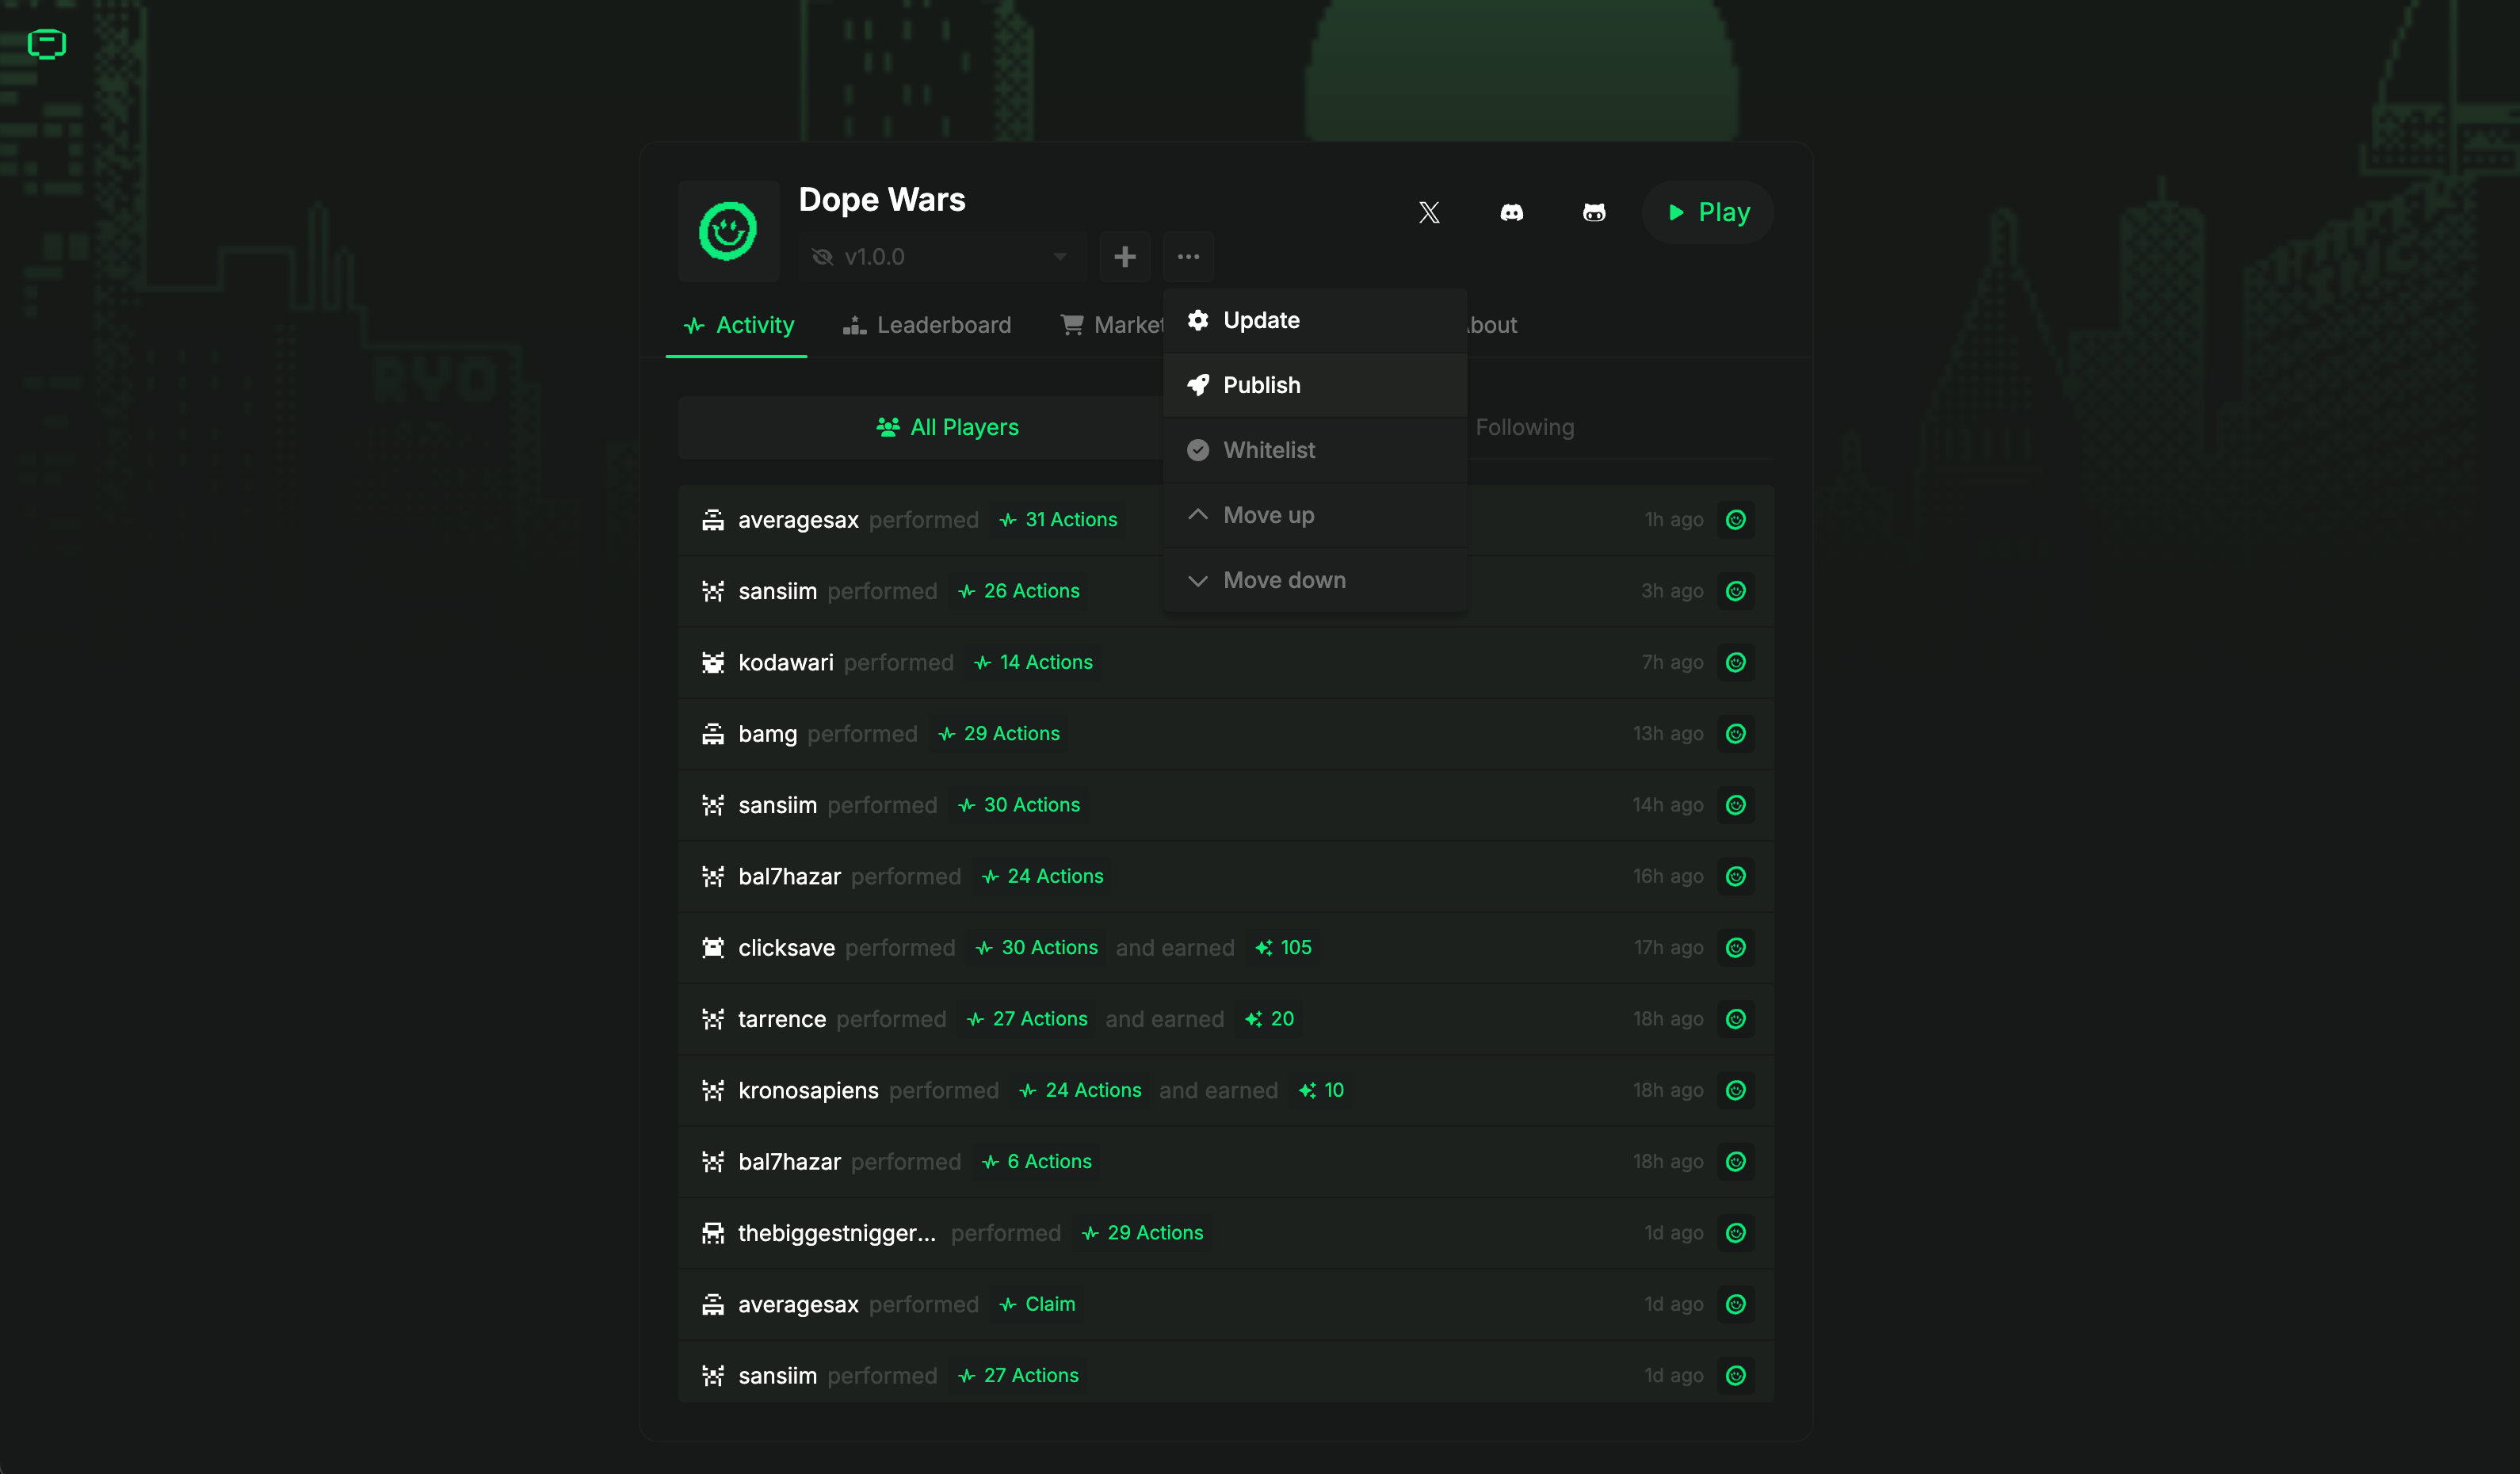 Dope Wars
Play
v1.0.0
Activity
Leaderboard
Market
bout
Update
Publish
Whitelist
Move up
Move down
All Players
Following
averagesax performed 31 Actions 1h ago
sansiim performed 26 Actions 3h ago
kodawari performed 14 Actions 7h ago
bamg performed 29 Actions 13h ago
sansiim performed 30 Actions 14h ago
bal7hazar performed 24 Actions 16h ago
clicksave performed 30 Actions and earned 105 17h ago
tarrence performed 27 Actions and earned 20 18h ago
kronosapiens performed 24 Actions and earned 10 18h ago
bal7hazar performed 6 Actions 18h ago
thebiggestnigger... performed 29 Actions 1d ago
averagesax performed Claim 1d ago
sansiim performed 27 Actions 1d ago
RYO